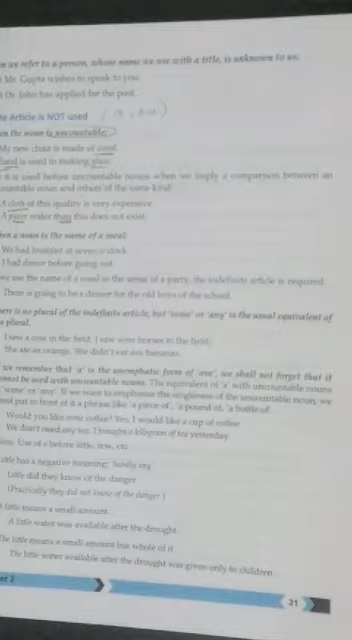 en we refer to a person, whose name we use with a title, is unknown to us:
Mr. Gupta wishes to speak to you.
Dr. John has applied for the post.
te Article is NOT used
en the noun is uncountable:
My new chair is made of
Sand is used in making glass.
it is used before uncountable nouns when we imply a comparison between an
ountable noun and others of the same kind:
A cloth of this quality is very expensive.
A purer water than this does not exist.
en a noun is the name of a meal:
We had breakfast at seven o'clock.
I had dinner before going out.
we use the name of a meal in the sense of a party, the indefinite article is required:
There is going to be a dinner for the old boys of the school.
here is no plural of the indefinite article, but 'some' or 'any' is the usual equivalent of
a plural.
I saw a cow in the field. I saw some horses in the field.
She ate an orange. She didn't eat any bananas.
we remember that 'a' is the unemphatic form of 'one', we shall not forget that it
annot be used with uncountable nouns. The equivalent of 'a' with uncountable nouns
'some' or 'any'. If we want to emphasise the singleness of the uncountable noun, we
ust put in front of it a phrase like 'a piece of', 'a pound of', 'a bottle of'.
Would you like some coffee? Yes, I would like a cup of coffee.
We don't need any tea. I bought a kilogram of tea yesterday.
Use of a before little, few, etc.
ittle has a negative meaning: hardly any
Little did they know of the danger.
(Practically they did not know of the danger.)
A little means a small amount.
A little water was available after the drought.
The little means a small amount but whole of it.
The little water available after the drought was given only to children.
er 2
31